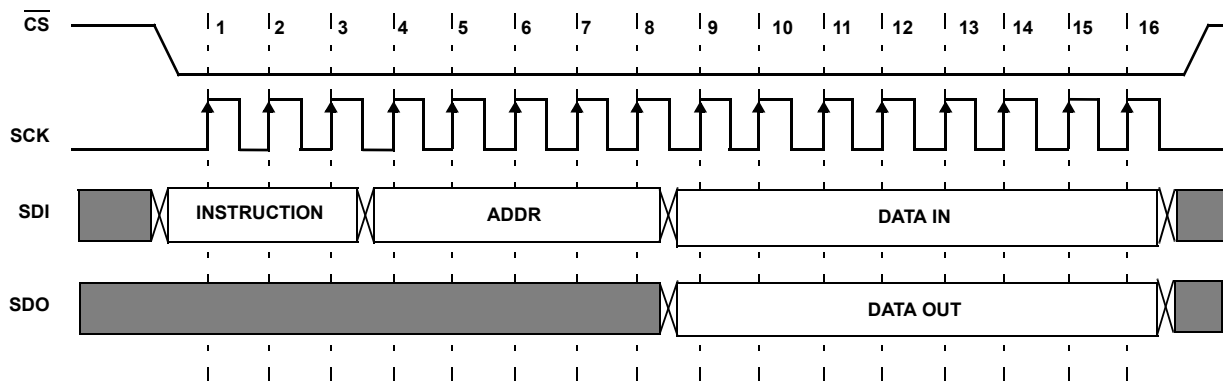 CS 1 2 3 4 5 6 7 8 9 10 11 12 13 14 15 16
SCK
SDI INSTRUCTION ADDR DATA IN
SDO DATA OUT